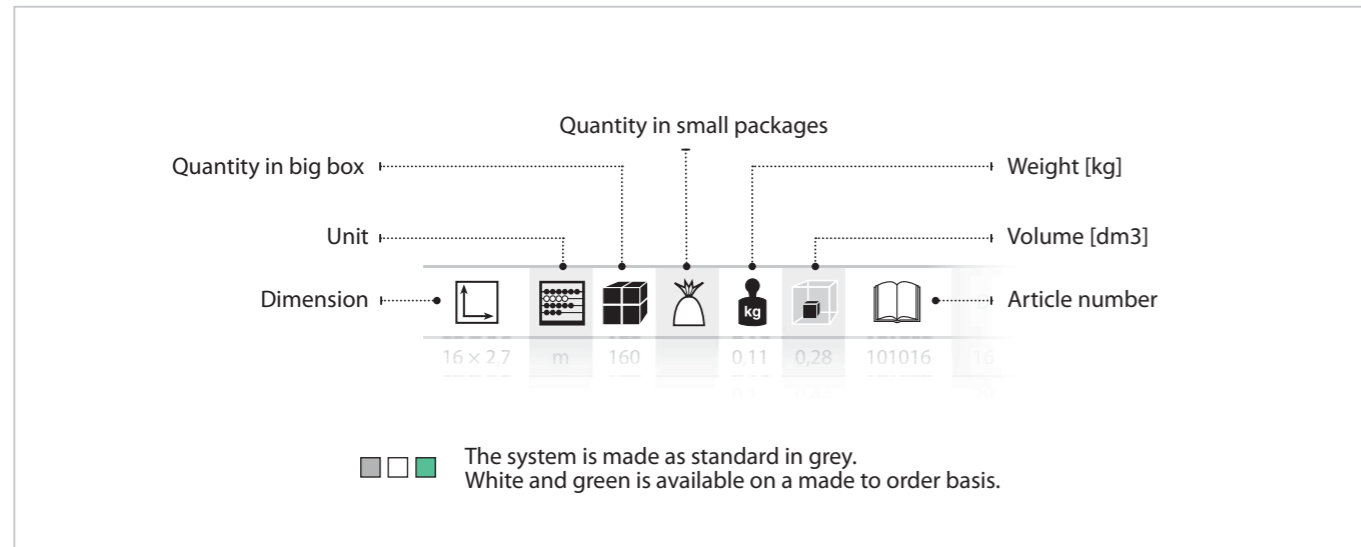 Quantity in small packages
Quantity in big box
Weight [kg]
Unit
Volume [dm3]
Dimension
kg
Article number
16 × 2,7 m 160 0,11 0,28 101016 16
The system is made as standard in grey.
White and green is available on a made to order basis.